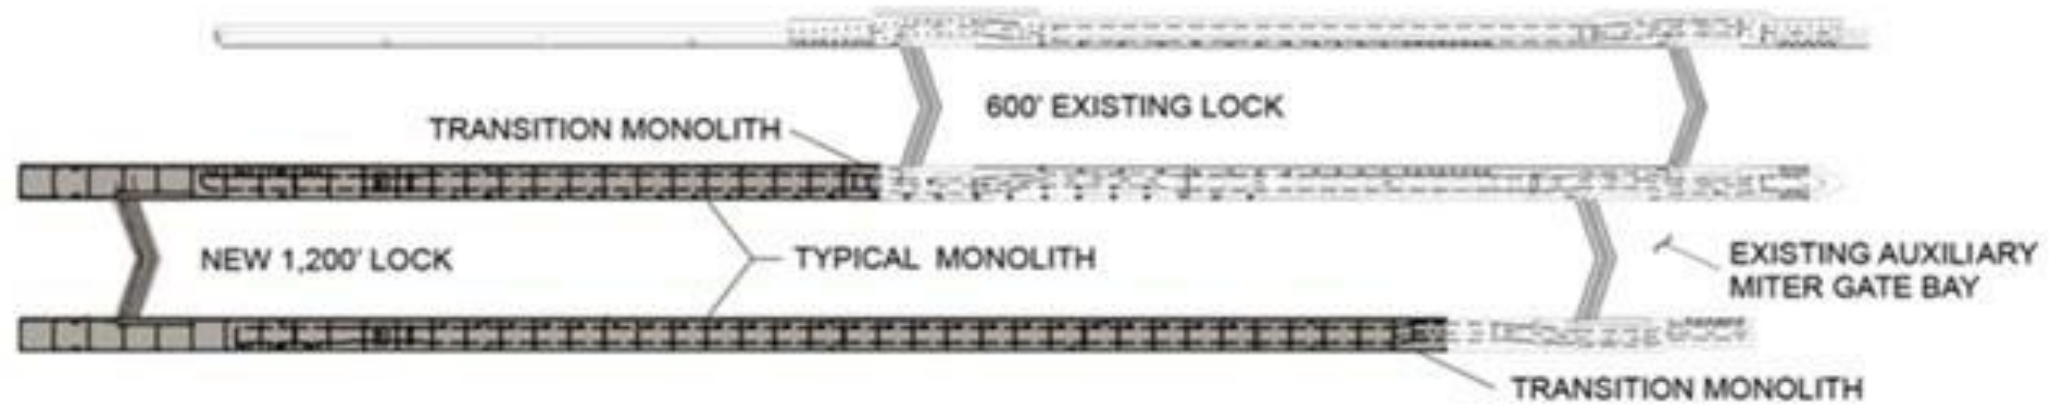 600' EXISTING LOCK
TRANSITION MONOLITH
NEW 1,200' LOCK
TYPICAL MONOLITH
EXISTING AUXILIARY
MITER GATE BAY
TRANSITION MONOLITH